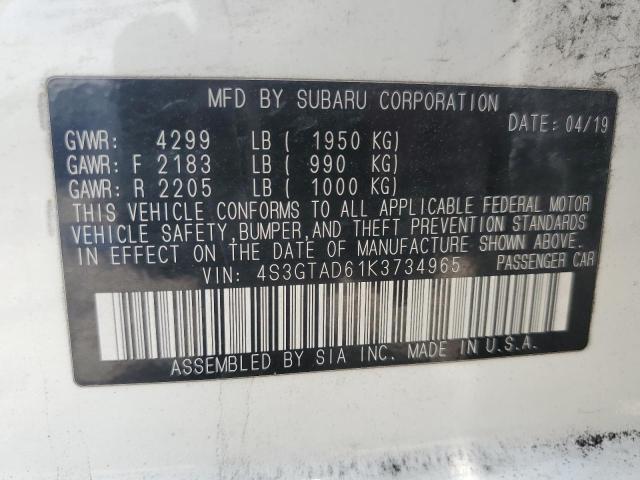 MFD BY SUBARU CORPORATION
DATE: 04/19
GVWR: 4299 LB ( 1950 KG)
GAWR: F 2183 LB ( 990 KG)
GAWR: R 2205 LB ( 1000 KG)
THIS VEHICLE CONFORMS TO ALL APPLICABLE FEDERAL MOTOR
VEHICLE SAFETY, BUMPER, AND THEFT PREVENTION STANDARDS
IN EFFECT ON THE DATE OF MANUFACTURE SHOWN ABOVE.
VIN: 4S3GTAD61K3734965 PASSENGER CAR
ASSEMBLED BY SIA INC. MADE IN U.S.A.